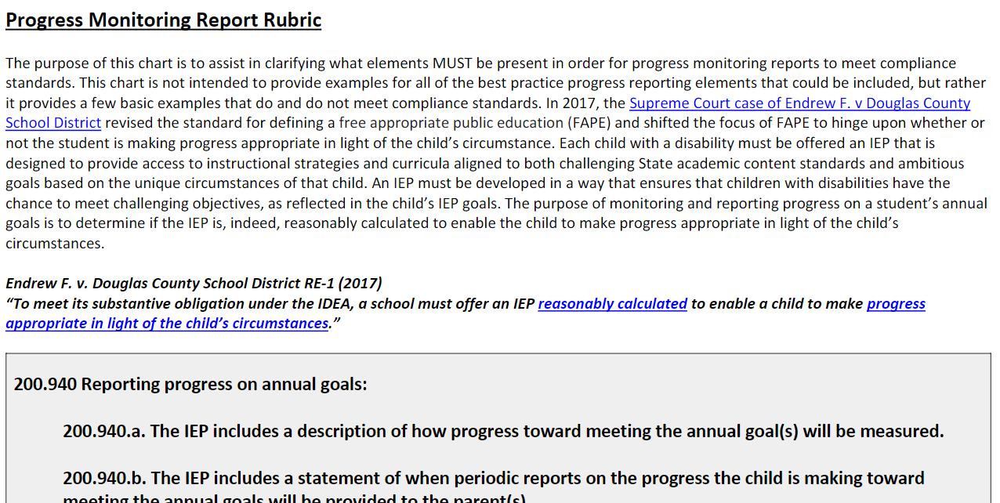 Progress Monitoring Report Rubric
The purpose of this chart is to assist in clarifying what elements MUST be present in order for progress monitoring reports to meet compliance
standards. This chart is not intended to provide examples for all of the best practice progress reporting elements that could be included, but rather
it provides a few basic examples that do and do not meet compliance standards. In 2017, the Supreme Court case of Endrew F. v Douglas County
School District revised the standard for defining a free appropriate public education (FAPE) and shifted the focus of FAPE to hinge upon whether or
not the student is making progress appropriate in light of the child’s circumstance. Each child with a disability must be offered an IEP that is
designed to provide access to instructional strategies and curricula aligned to both challenging State academic content standards and ambitious
goals based on the unique circumstances of that child. An IEP must be developed in a way that ensures that children with disabilities have the
chance to meet challenging objectives, as reflected in the child’s IEP goals. The purpose of monitoring and reporting progress on a student’s annual
goals is to determine if the IEP is, indeed, reasonably calculated to enable the child to make progress appropriate in light of the child’s
circumstances.
Endrew F. v. Douglas County School District RE-1 (2017)
“To meet its substantive obligation under the IDEA, a school must offer an IEP reasonably calculated to enable a child to make progress
appropriate in light of the child’s circumstances.”
200.940 Reporting progress on annual goals:
200.940.a. The IEP includes a description of how progress toward meeting the annual goal(s) will be measured.
200.940.b. The IEP includes a statement of when periodic reports on the progress the child is making toward
meeting the annual goals will be provided to the parent(s)